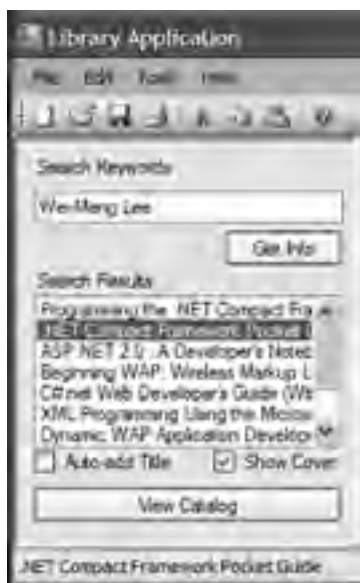 Library Application
File Edit Tools Help
Search Keywords
Wei-Meng Lee
Get Info
Search Results
Programming the .NET Compact Fra
.NET Compact Framework Pocket
ASP.NET 2.0 : A Developer's Notes
Beginning WAP: Wireless Markup L
C#.net Web Developer's Guide (Wit
XML Programming Using the Micros
Dynamic WAP Application Develop
Auto-add Title Show Cover
View Catalog
.NET Compact Framework Pocket Guide